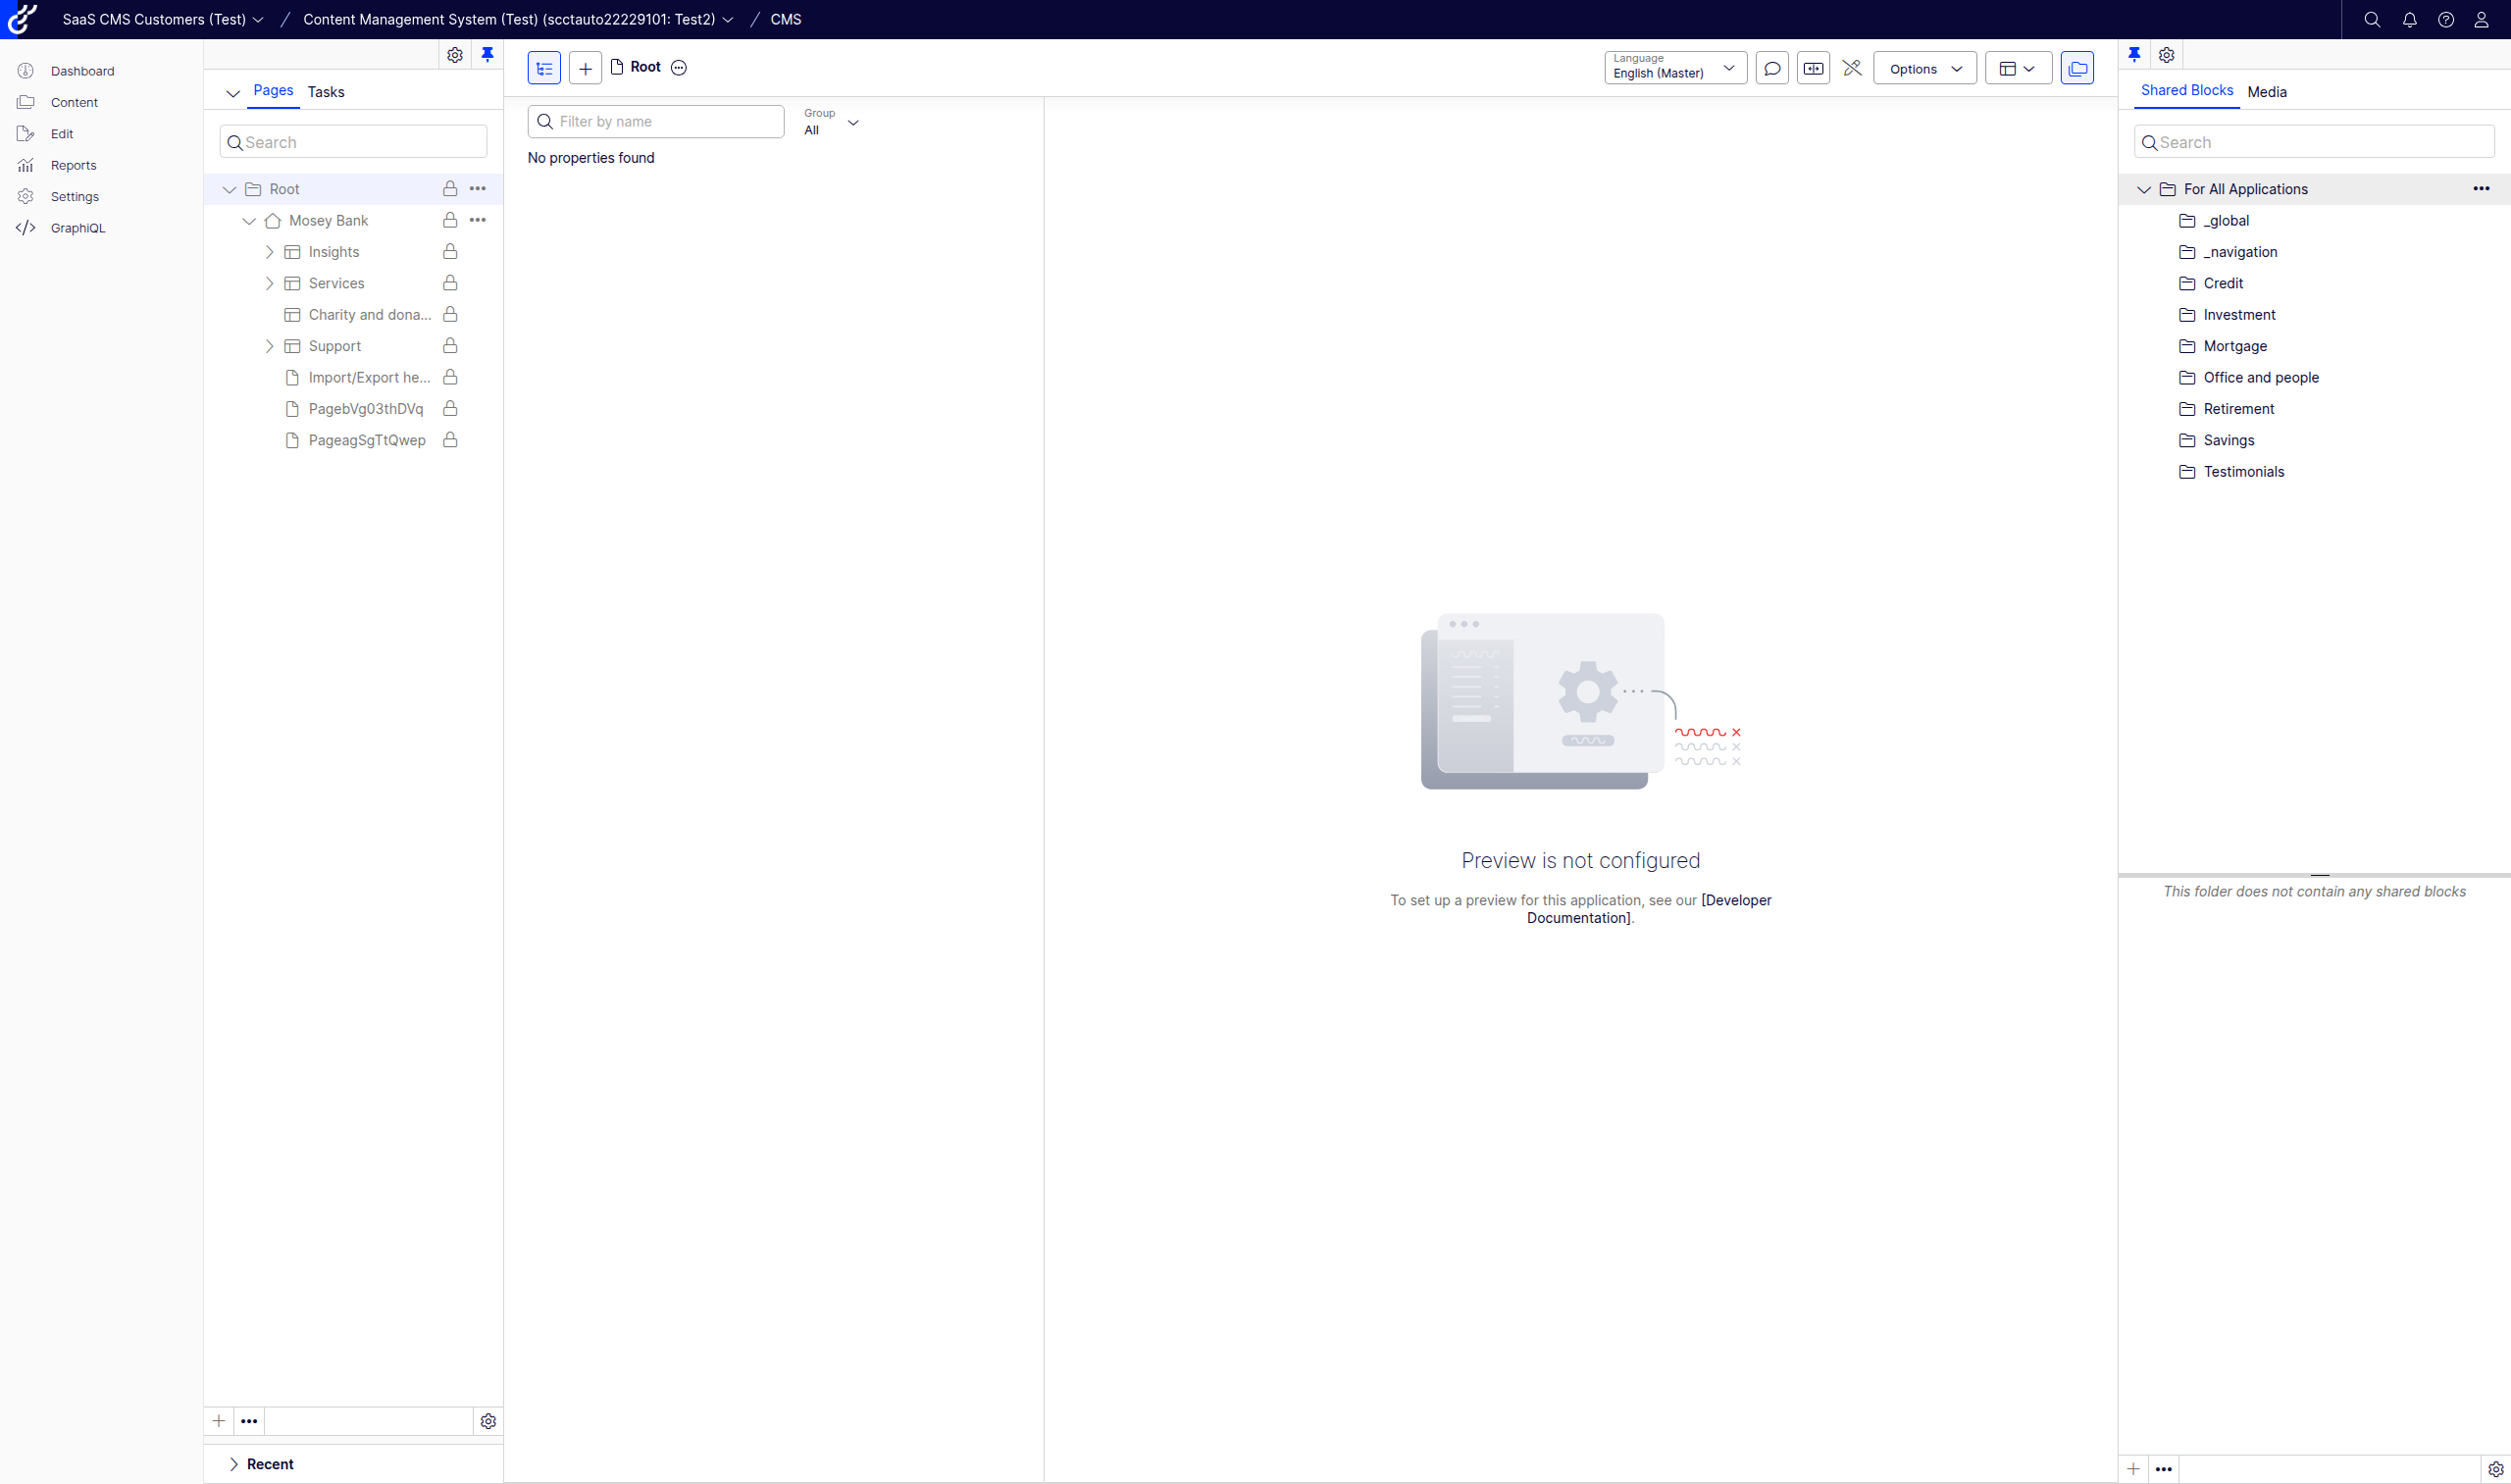 SaaS CMS Customers (Test) / Content Management System (Test) (scctauto22229101: Test2) / CMS
Dashboard
Content
Edit
Reports
Settings
GraphiQL
Pages Tasks
Search
Root
Mosey Bank
Insights
Services
Charity and dona...
Support
Import/Export he...
PagebVg03thDVq
PageagSgTtQwep
Recent
Root
Language
English (Master)
Options
Filter by name
Group
All
No properties found
Preview is not configured
To set up a preview for this application, see our [Developer
Documentation].
Shared Blocks Media
Search
For All Applications
_global
_navigation
Credit
Investment
Mortgage
Office and people
Retirement
Savings
Testimonials
This folder does not contain any shared blocks